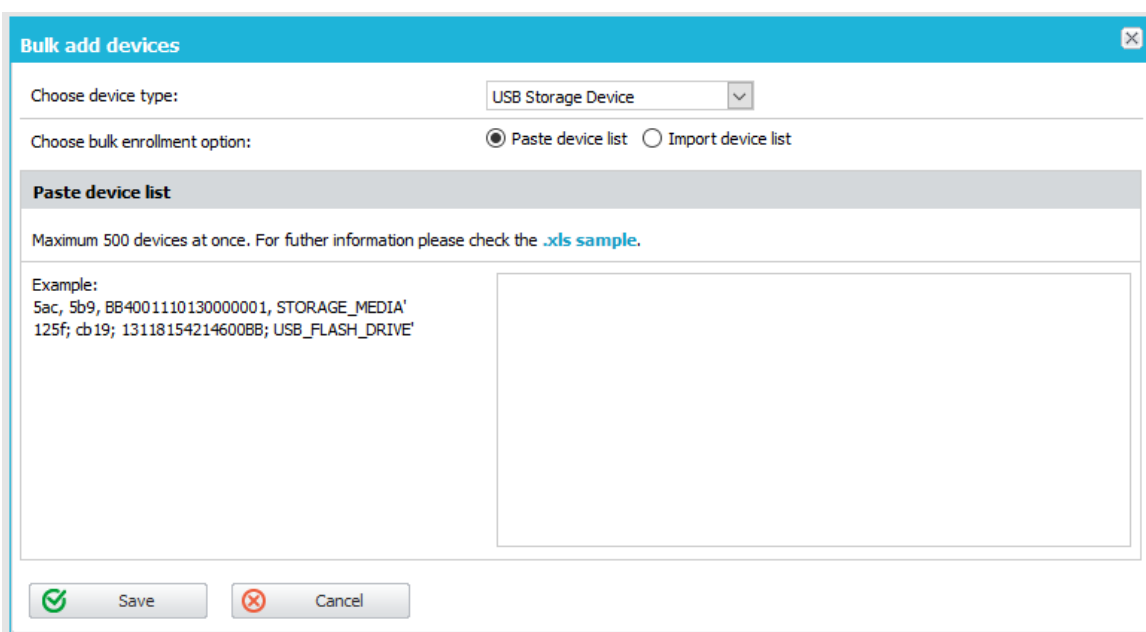 Bulk add devices
Choose device type: USB Storage Device
Choose bulk enrollment option: Paste device list Import device list
Paste device list
Maximum 500 devices at once. For futher information please check the .xls sample.
Example:
5ac, 5b9, BB4001110130000001, STORAGE_MEDIA'
125f; cb19; 13118154214600BB; USB_FLASH_DRIVE'
Save Cancel